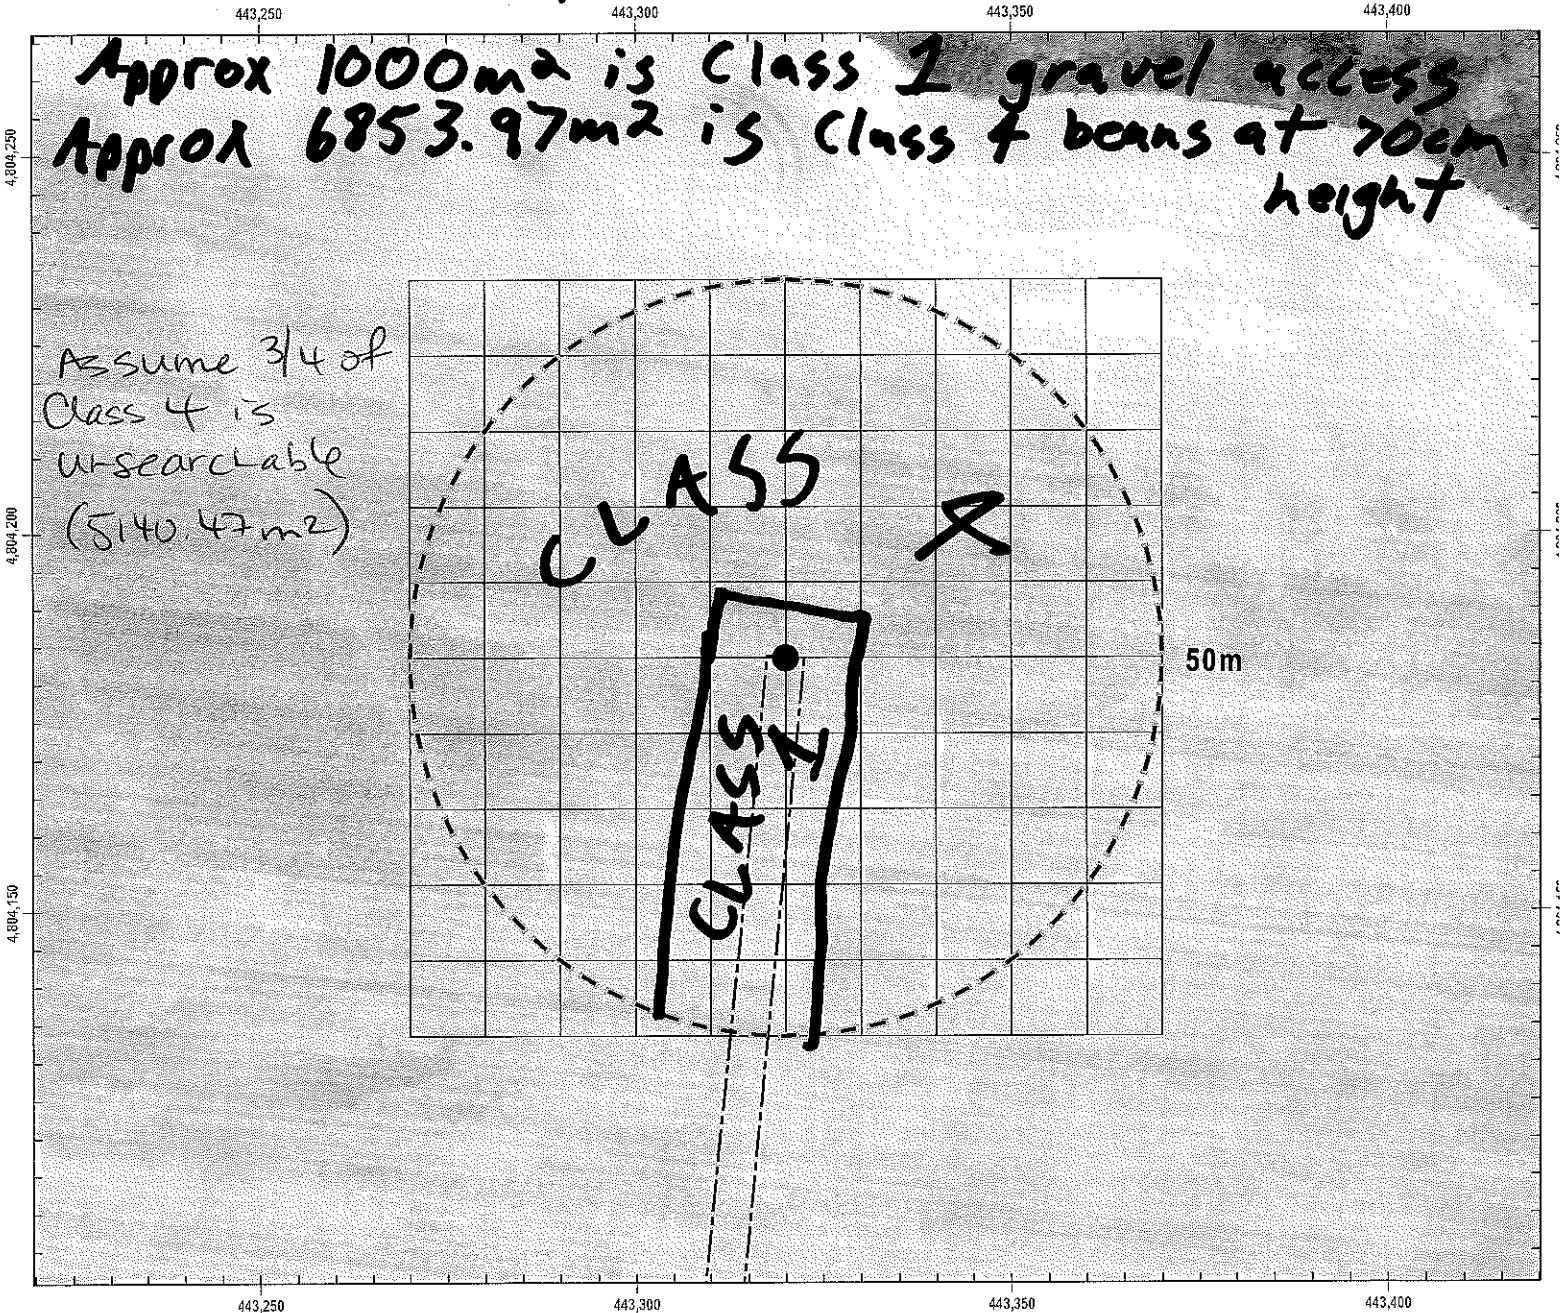 443,250 443,300 443,350 443,400
Approx 1000m2 is Class 1 gravel access
Approx 6853.97m2 is Class 4 beans at 70cm
height
4,804,250
Assume 3/4 of
Class 4 is
unsearchable
(5140.47m2)
4,804,200
CLASS 4
50m
CLASS 1
4,804,150
443,250 443,300 443,350 443,400